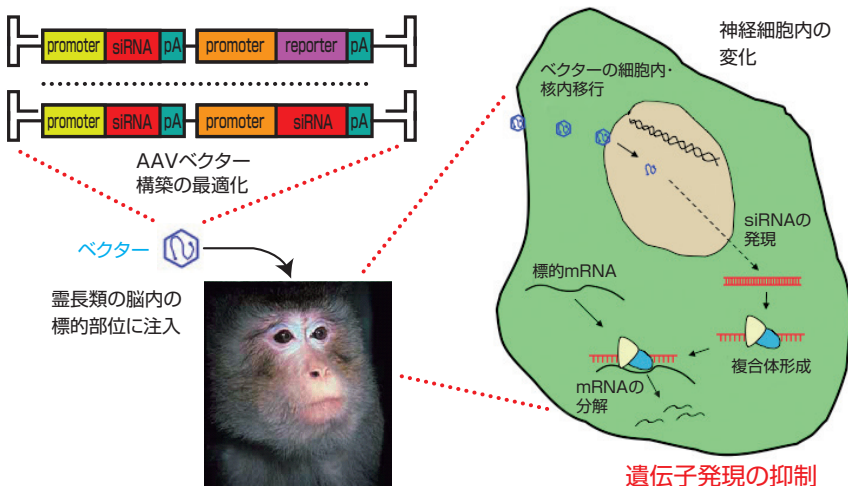 promoter siRNA pA promoter reporter pA
promoter siRNA pA promoter siRNA pA
AAVベクター
構築の最適化
ベクター
霊長類の脳内の
標的部位に注入
神経細胞内の
変化
ベクターの細胞内・
核内移行
siRNAの
発現
標的mRNA
複合体形成
mRNAの
分解
遺伝子発現の抑制